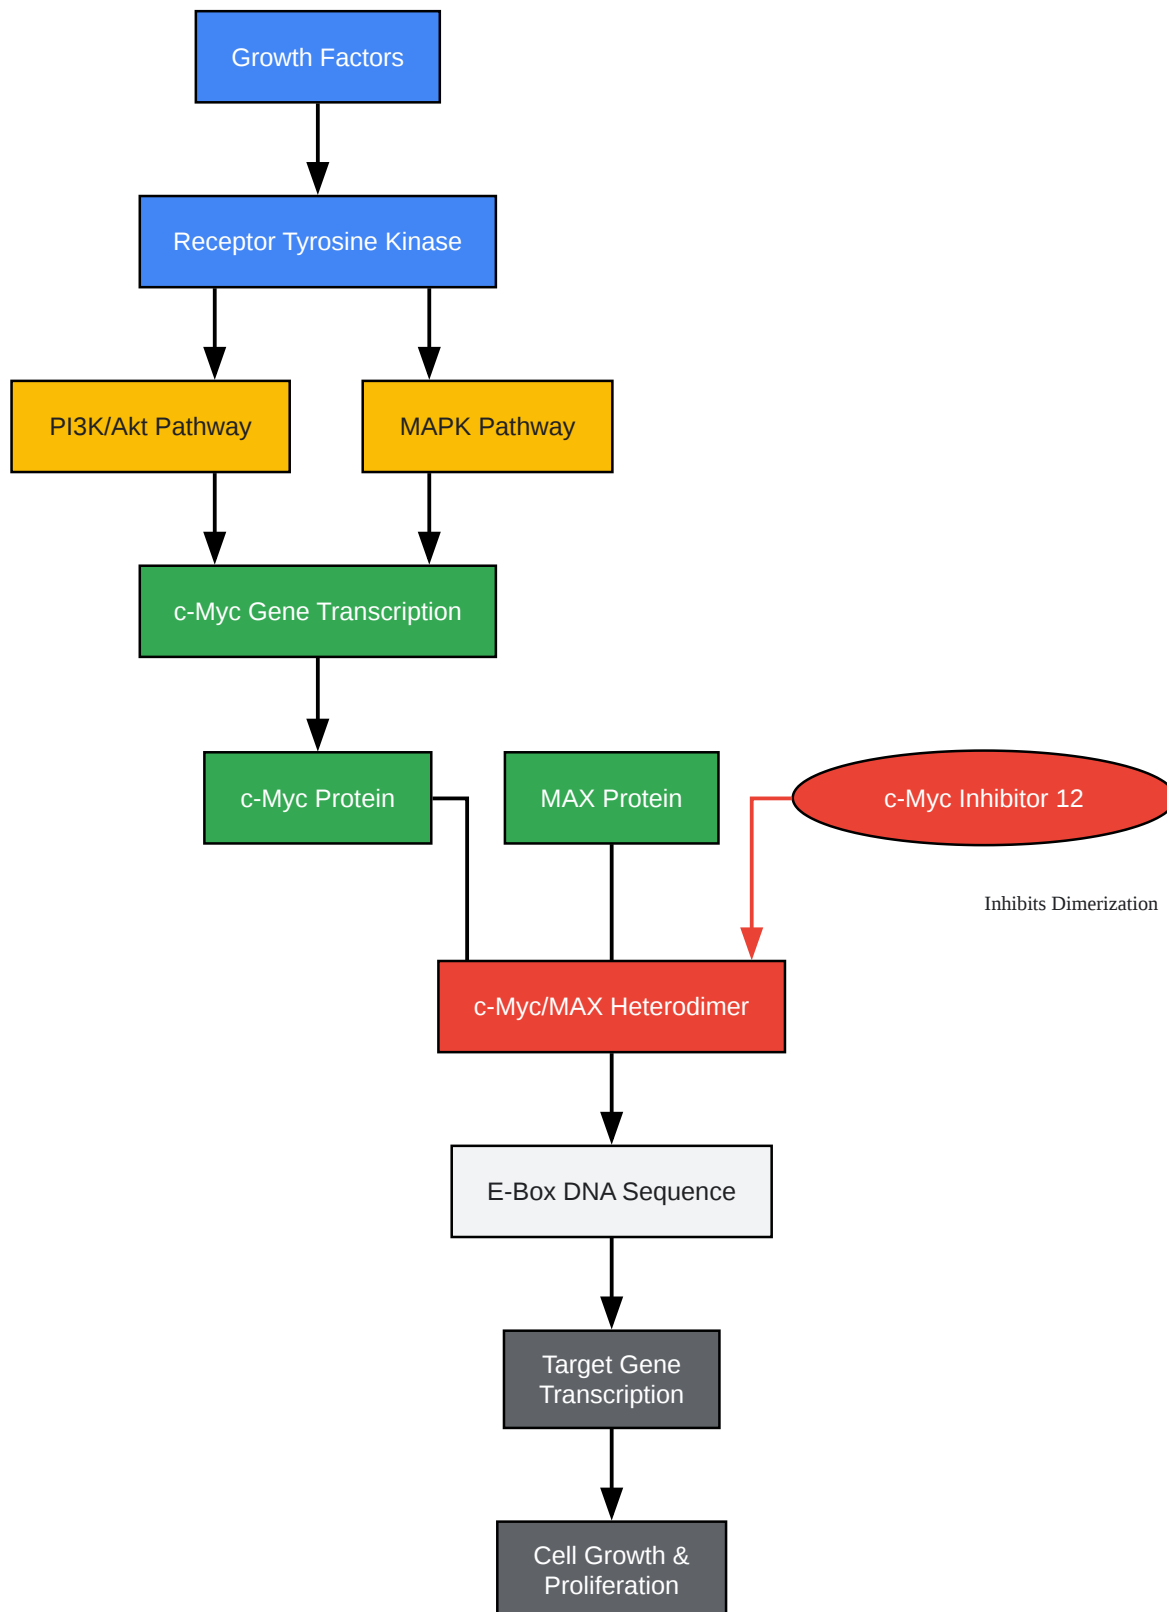 Growth Factors
Receptor Tyrosine Kinase
PI3K/Akt Pathway
MAPK Pathway
c-Myc Gene Transcription
c-Myc Protein
MAX Protein
c-Myc Inhibitor 12
Inhibits Dimerization
c-Myc/MAX Heterodimer
E-Box DNA Sequence
Target Gene
Transcription
Cell Growth &
Proliferation